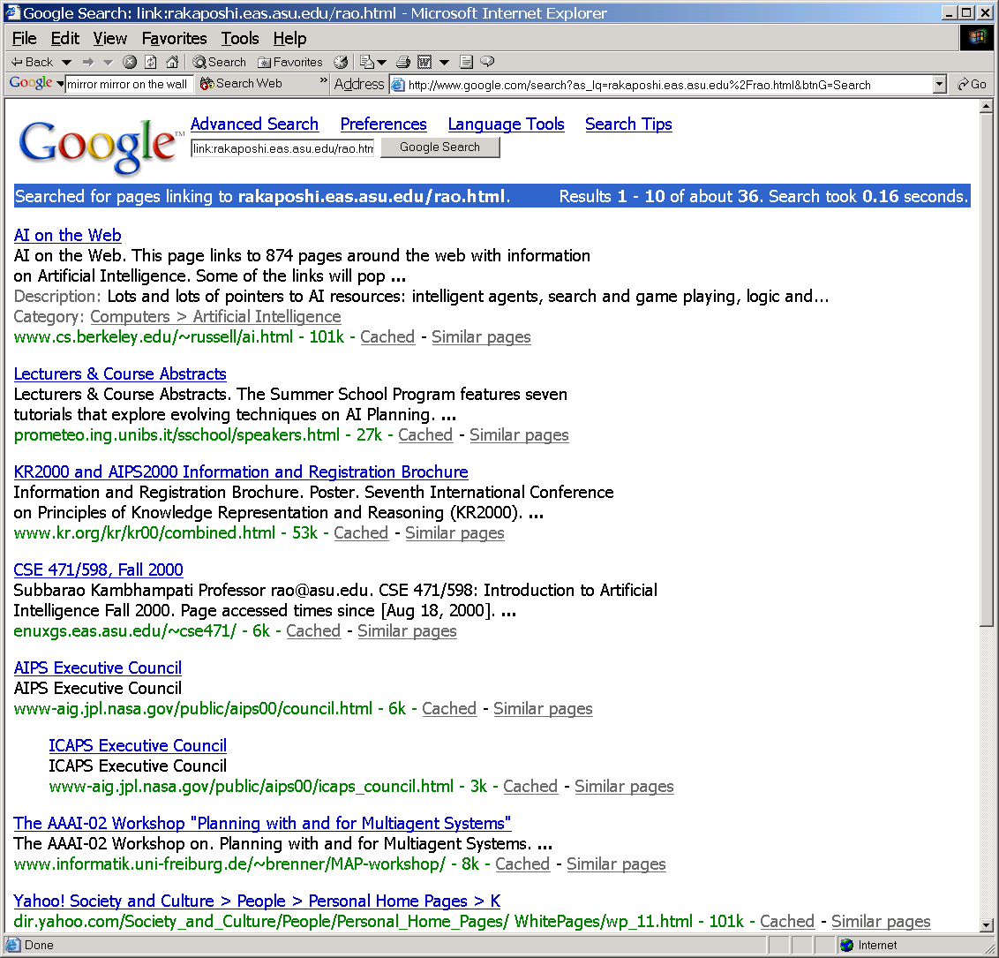 Google Search: link:rakaposhi.eas.asu.edu/rao.html - Microsoft Internet Explorer
File Edit View Favorites Tools Help
Back Search Favorites
Google mirror mirror on the wall Search Web » Address http://www.google.com/search?as_lq=rakaposhi.eas.asu.edu%2Frao.html&btnG=Search Go
Google™ Advanced Search Preferences Language Tools Search Tips
link:rakaposhi.eas.asu.edu/rao.htm Google Search
Searched for pages linking to rakaposhi.eas.asu.edu/rao.html. Results 1 - 10 of about 36. Search took 0.16 seconds.
AI on the Web
AI on the Web. This page links to 874 pages around the web with information
on Artificial Intelligence. Some of the links will pop ...
Description: Lots and lots of pointers to AI resources: intelligent agents, search and game playing, logic and...
Category: Computers > Artificial Intelligence
www.cs.berkeley.edu/~russell/ai.html - 101k - Cached - Similar pages
Lecturers & Course Abstracts
Lecturers & Course Abstracts. The Summer School Program features seven
tutorials that explore evolving techniques on AI Planning. ...
prometeo.ing.unibs.it/sschool/speakers.html - 27k - Cached - Similar pages
KR2000 and AIPS2000 Information and Registration Brochure
Information and Registration Brochure. Poster. Seventh International Conference
on Principles of Knowledge Representation and Reasoning (KR2000). ...
www.kr.org/kr/kr00/combined.html - 53k - Cached - Similar pages
CSE 471/598, Fall 2000
Subbarao Kambhampati Professor rao@asu.edu. CSE 471/598: Introduction to Artificial
Intelligence Fall 2000. Page accessed times since [Aug 18, 2000]. ...
enuxgs.eas.asu.edu/~cse471/ - 6k - Cached - Similar pages
AIPS Executive Council
AIPS Executive Council
www-aig.jpl.nasa.gov/public/aips00/council.html - 6k - Cached - Similar pages
ICAPS Executive Council
ICAPS Executive Council
www-aig.jpl.nasa.gov/public/aips00/icaps_council.html - 3k - Cached - Similar pages
The AAAI-02 Workshop "Planning with and for Multiagent Systems"
The AAAI-02 Workshop on. Planning with and for Multiagent Systems. ...
www.informatik.uni-freiburg.de/~brenner/MAP-workshop/ - 8k - Cached - Similar pages
Yahoo! Society and Culture > People > Personal Home Pages > K
dir.yahoo.com/Society_and_Culture/People/Personal_Home_Pages/ WhitePages/wp_11.html - 101k - Cached - Similar pages
Done Internet